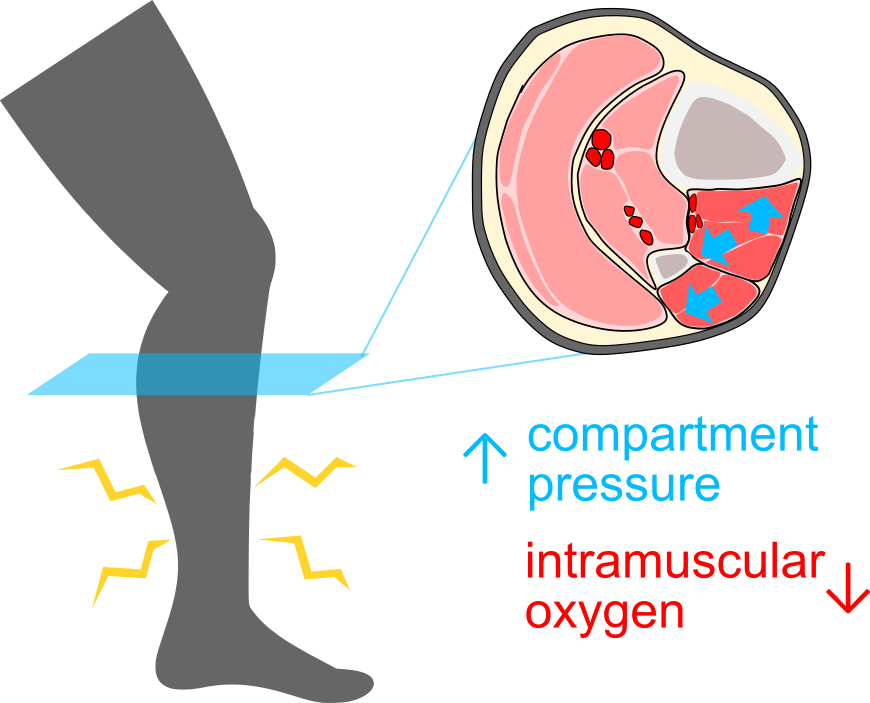 compartment
pressure
intramuscular
oxygen